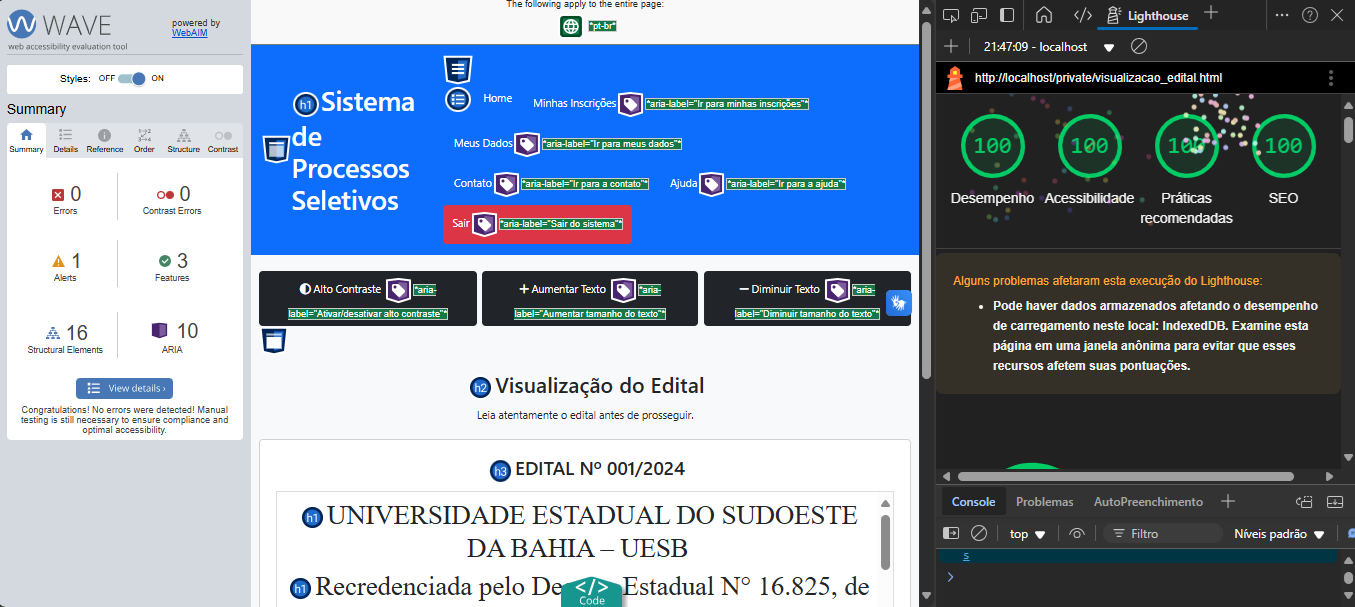 WAVE
powered by
WebAIM
web accessibility evaluation tool
Styles: OFF ON
Summary
Summary Details Reference Order Structure Contrast
0
Errors
0
Contrast Errors
1
Alerts
3
Features
16
Structural Elements
10
ARIA
View details ›
Congratulations! No errors were detected! Manual
testing is still necessary to ensure compliance and
optimal accessibility.
The following apply to the entire page:
*pt-br*
h1 Sistema
de
Processos
Seletivos
Home
Minhas Inscrições *aria-label="Ir para minhas inscrições"*
Meus Dados *aria-label="Ir para meus dados"*
Contato *aria-label="Ir para a contato"*
Ajuda *aria-label="Ir para a ajuda"*
Sair *aria-label="Sair do sistema"*
Alto Contraste *aria-
label="Ativar/desativar alto contraste"*
Aumentar Texto *aria-
label="Aumentar tamanho do texto"*
Diminuir Texto *aria-
label="Diminuir tamanho do texto"*
h2 Visualização do Edital
Leia atentamente o edital antes de prosseguir.
h3 EDITAL Nº 001/2024
h1 UNIVERSIDADE ESTADUAL DO SUDOESTE
DA BAHIA – UESB
h1 Recredenciada pelo De Estadual N° 16.825, de
</> Code
Lighthouse
21:47:09 - localhost
http://localhost/private/visualizacao_edital.html
100 100 100 100
Desempenho Acessibilidade Práticas
recomendadas SEO
Alguns problemas afetaram esta execução do Lighthouse:
• Pode haver dados armazenados afetando o desempenho
de carregamento neste local: IndexedDB. Examine esta
página em uma janela anônima para evitar que esses
recursos afetem suas pontuações.
Console Problemas AutoPreenchimento
top Filtro Níveis padrão
s